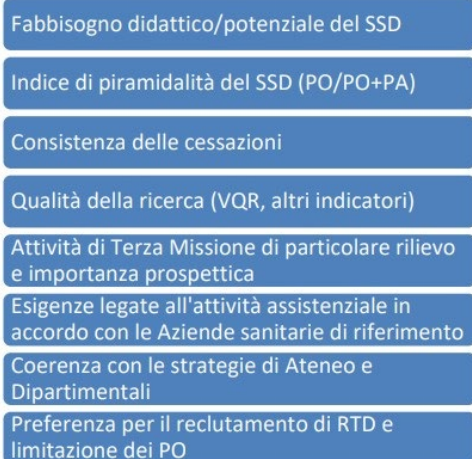 Fabbisogno didattico/potenziale del SSD
Indice di piramidalità del SSD (PO/PO+PA)
Consistenza delle cessazioni
Qualità della ricerca (VQR, altri indicatori)
Attività di Terza Missione di particolare rilievo
e importanza prospettica
Esigenze legate all'attività assistenziale in
accordo con le Aziende sanitarie di riferimento
Coerenza con le strategie di Ateneo e
Dipartimentali
Preferenza per il reclutamento di RTD e
limitazione dei PO